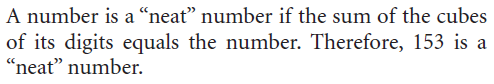 A number is a “neat” number if the sum of the cubes
of its digits equals the number. Therefore, 153 is a
“neat” number.